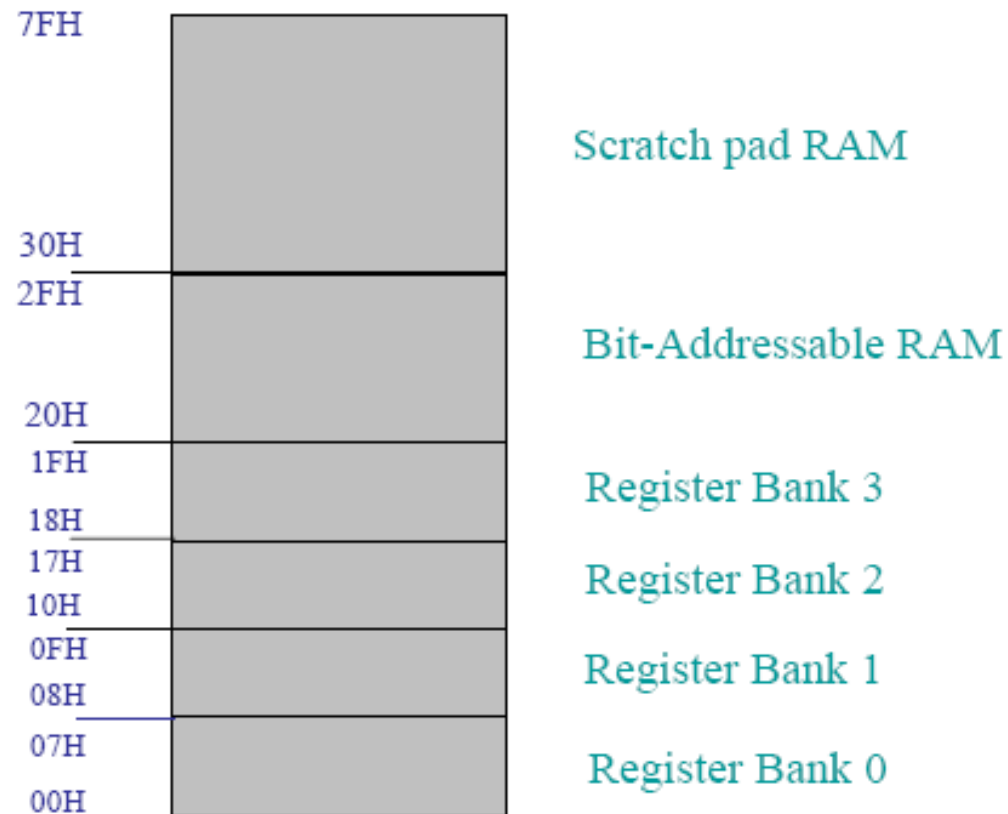 7FH
Scratch pad RAM
30H
2FH
Bit-Addressable RAM
20H
1FH
Register Bank 3
18H
17H
Register Bank 2
10H
0FH
Register Bank 1
08H
07H
Register Bank 0
00H